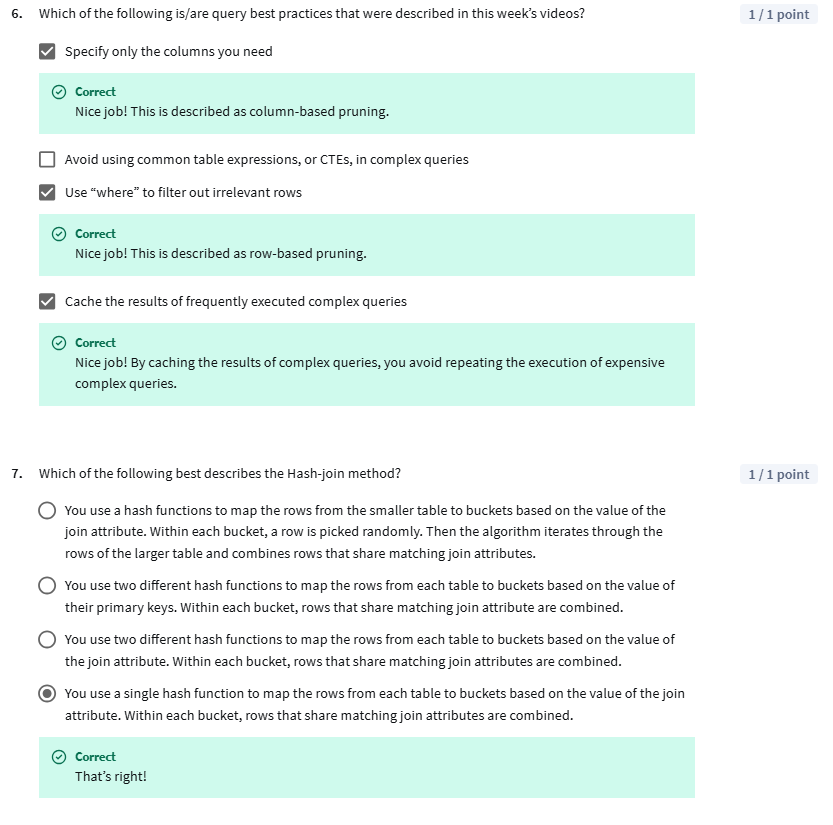 6. Which of the following is/are query best practices that were described in this week’s videos? 1 / 1 point
Specify only the columns you need
Correct
Nice job! This is described as column-based pruning.
Avoid using common table expressions, or CTEs, in complex queries
Use “where” to filter out irrelevant rows
Correct
Nice job! This is described as row-based pruning.
Cache the results of frequently executed complex queries
Correct
Nice job! By caching the results of complex queries, you avoid repeating the execution of expensive
complex queries.
7. Which of the following best describes the Hash-join method? 1 / 1 point
You use a hash functions to map the rows from the smaller table to buckets based on the value of the
join attribute. Within each bucket, a row is picked randomly. Then the algorithm iterates through the
rows of the larger table and combines rows that share matching join attributes.
You use two different hash functions to map the rows from each table to buckets based on the value of
their primary keys. Within each bucket, rows that share matching join attribute are combined.
You use two different hash functions to map the rows from each table to buckets based on the value of
the join attribute. Within each bucket, rows that share matching join attributes are combined.
You use a single hash function to map the rows from each table to buckets based on the value of the join
attribute. Within each bucket, rows that share matching join attributes are combined.
Correct
That’s right!